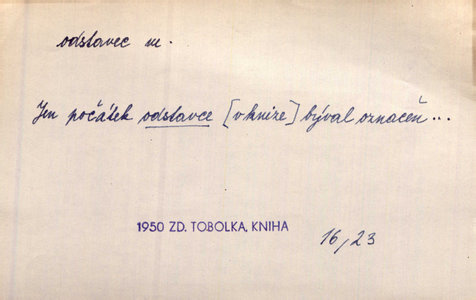 odstavec m.
Jen počátek odstavce [v knize] býval označen...
1950 ZD. TOBOLKA, KNIHA
16,23